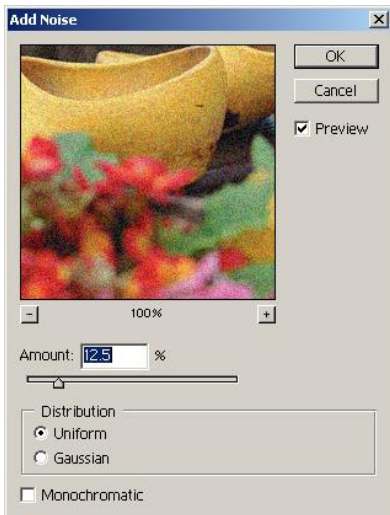 Add Noise
OK
Cancel
Preview
- 100% +
Amount: 12.5 %
Distribution
Uniform
Gaussian
Monochromatic